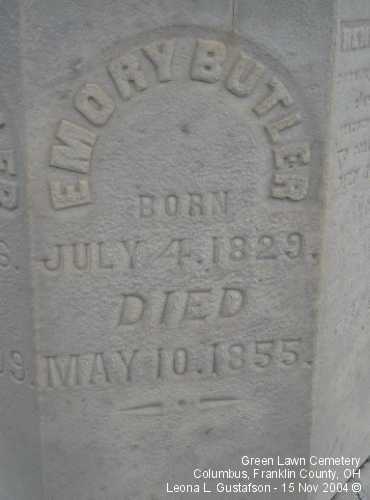 EMORY BUTLER
BORN
JULY 4. 1829.
DIED
MAY 10. 1855.
Green Lawn Cemetery
Columbus, Franklin County, OH
Leona L. Gustafson - 15 Nov 2004 ©